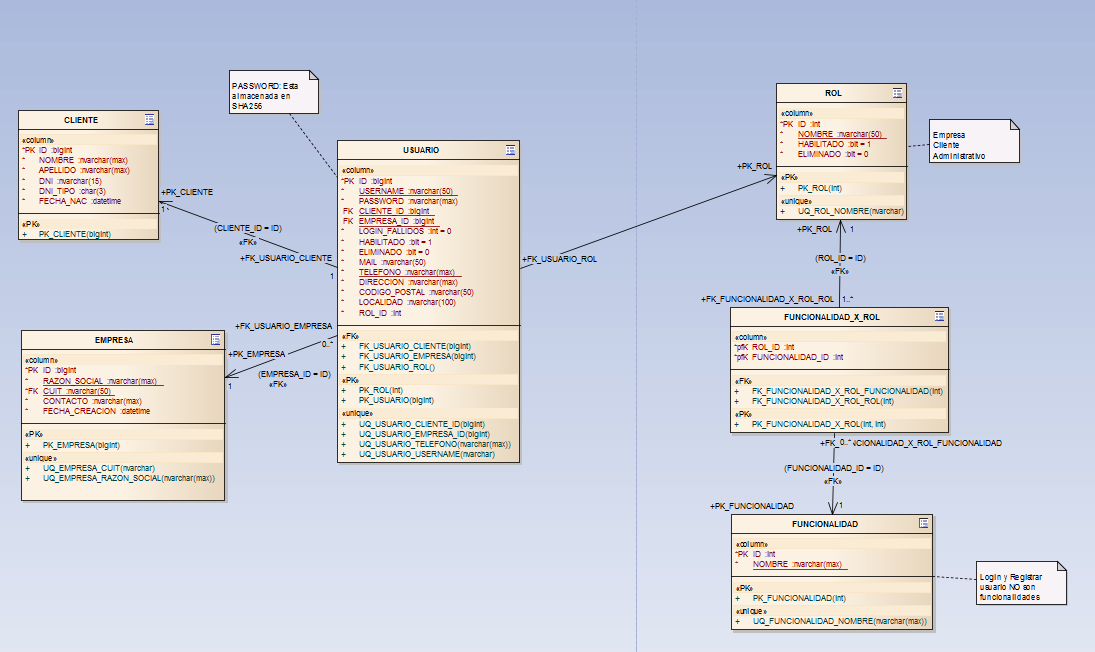 CLIENTE
«column»
*PK ID :bigint
* NOMBRE :nvarchar(max)
* APELLIDO :nvarchar(max)
* DNI :nvarchar(15)
* DNI_TIPO :char(3)
* FECHA_NAC :datetime
«PK»
+ PK_CLIENTE(bigint)
PASSWORD: Esta
almacenada en
SHA256
+PK_CLIENTE
1
(CLIENTE_ID = ID)
«FK»
+FK_USUARIO_CLIENTE
1
USUARIO
«column»
*PK ID :bigint
* USERNAME :nvarchar(50)
* PASSWORD :nvarchar(max)
FK CLIENTE_ID :bigint
FK EMPRESA_ID :bigint
* LOGIN_FALLIDOS :int = 0
* HABILITADO :bit = 1
* ELIMINADO :bit = 0
* MAIL :nvarchar(50)
* TELEFONO :nvarchar(max)
* DIRECCION :nvarchar(max)
* CODIGO_POSTAL :nvarchar(50)
* LOCALIDAD :nvarchar(100)
* ROL_ID :int
«FK»
+ FK_USUARIO_CLIENTE(bigint)
+ FK_USUARIO_EMPRESA(bigint)
+ FK_USUARIO_ROL()
«PK»
+ PK_ROL(int)
+ PK_USUARIO(bigint)
«unique»
+ UQ_USUARIO_CLIENTE_ID(bigint)
+ UQ_USUARIO_EMPRESA_ID(bigint)
+ UQ_USUARIO_TELEFONO(nvarchar(max))
+ UQ_USUARIO_USERNAME(nvarchar)
+FK_USUARIO_EMPRESA
0..*
+PK_EMPRESA
1
(EMPRESA_ID = ID)
«FK»
EMPRESA
«column»
*PK ID :bigint
* RAZON_SOCIAL :nvarchar(max)
*FK CUIT :nvarchar(50)
* CONTACTO :nvarchar(max)
* FECHA_CREACION :datetime
«PK»
+ PK_EMPRESA(bigint)
«unique»
+ UQ_EMPRESA_CUIT(nvarchar)
+ UQ_EMPRESA_RAZON_SOCIAL(nvarchar(max))
+FK_USUARIO_ROL
+PK_ROL
ROL
«column»
*PK ID :int
* NOMBRE :nvarchar(50)
* HABILITADO :bit = 1
* ELIMINADO :bit = 0
«PK»
+ PK_ROL(int)
«unique»
+ UQ_ROL_NOMBRE(nvarchar)
Empresa
Cliente
Administrativo
+PK_ROL 1
(ROL_ID = ID)
«FK»
+FK_FUNCIONALIDAD_X_ROL_ROL 1..*
FUNCIONALIDAD_X_ROL
«column»
*pfK ROL_ID :int
*pfK FUNCIONALIDAD_ID :int
«FK»
+ FK_FUNCIONALIDAD_X_ROL_FUNCIONALIDAD(int)
+ FK_FUNCIONALIDAD_X_ROL_ROL(int)
«PK»
+ PK_FUNCIONALIDAD_X_ROL(int, int)
0..*
(FUNCIONALIDAD_ID = ID)
«FK»
+PK_FUNCIONALIDAD 1
FUNCIONALIDAD
«column»
*PK ID :int
* NOMBRE :nvarchar(max)
«PK»
+ PK_FUNCIONALIDAD(int)
«unique»
+ UQ_FUNCIONALIDAD_NOMBRE(nvarchar(max))
Login y Registrar
usuario NO son
funcionalidades